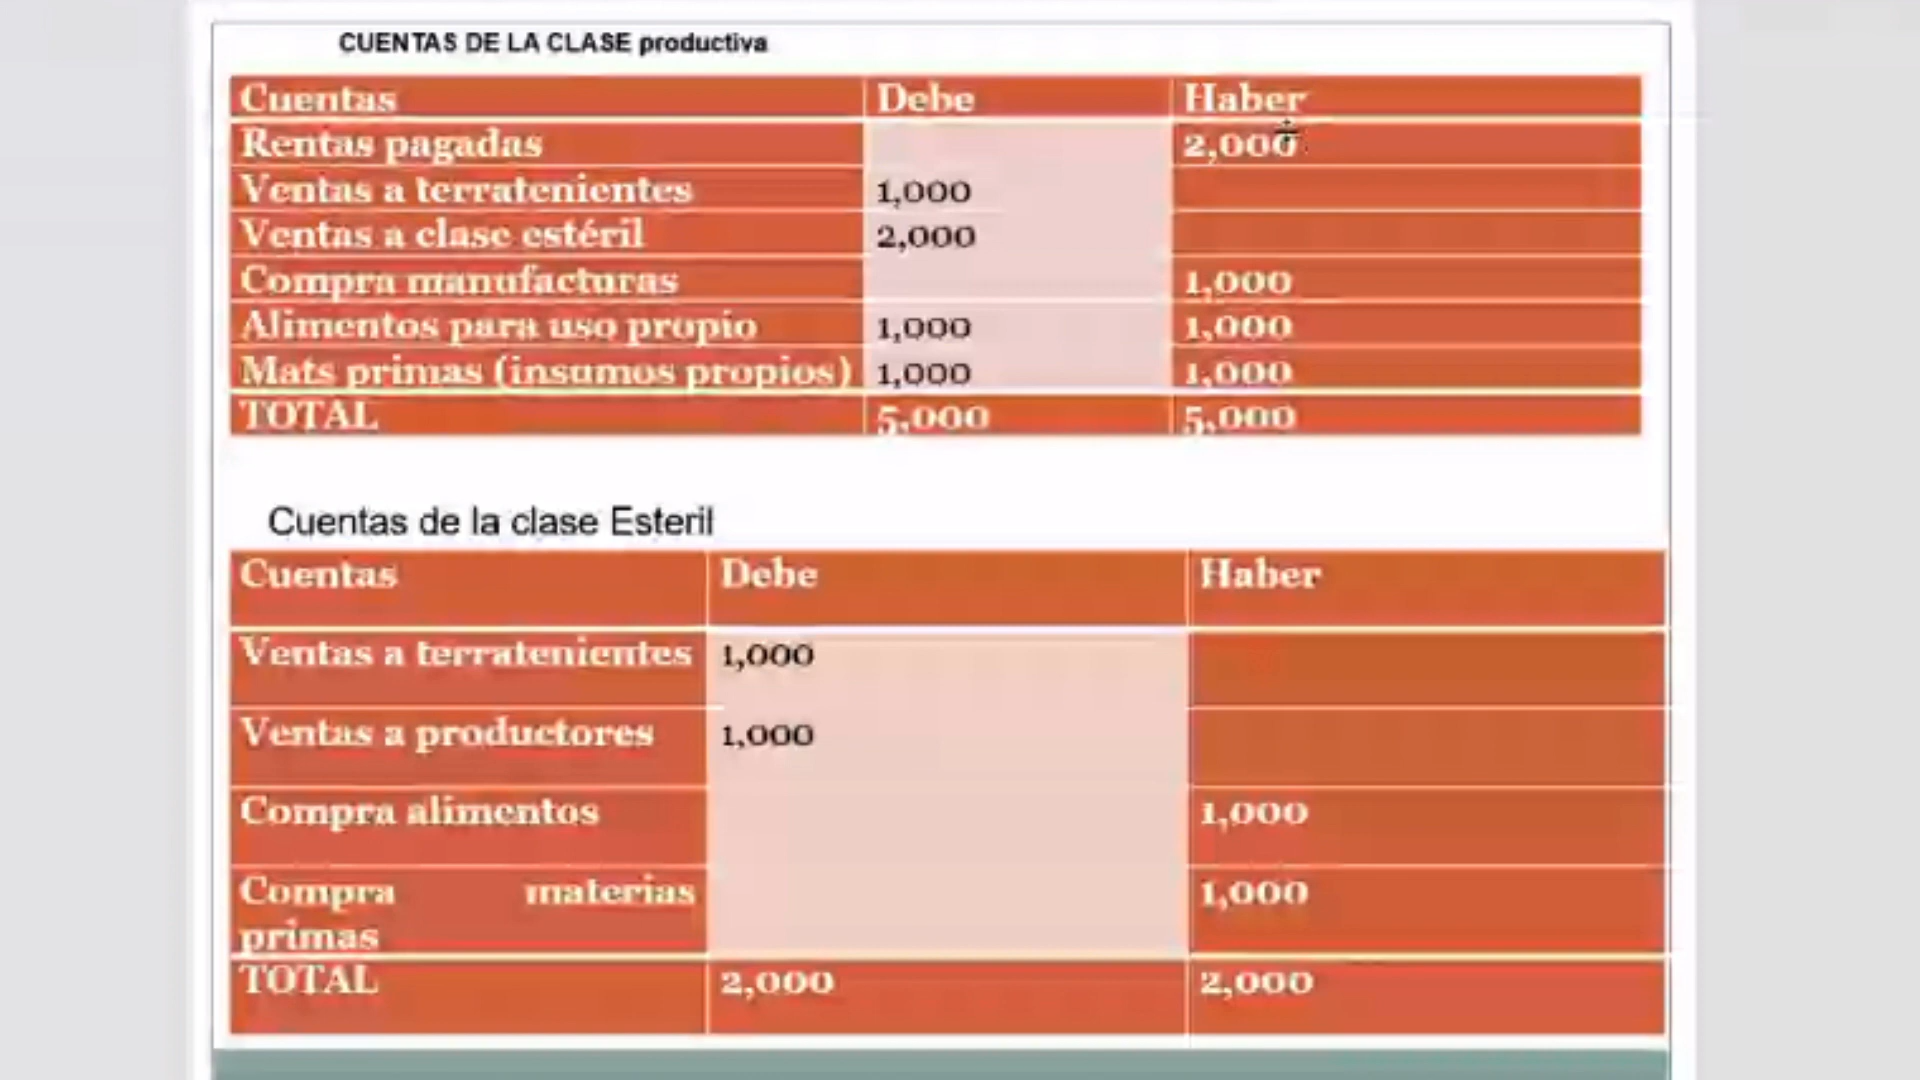 CUENTAS DE LA CLASE productiva
Cuentas Debe Haber
Rentas pagadas 2,000
Ventas a terratenientes 1,000
Ventas a clase estéril 2,000
Compra manufacturas 1,000
Alimentos para uso propio 1,000 1,000
Mats primas (insumos propios) 1,000 1,000
TOTAL 5,000 5,000
Cuentas de la clase Esteril
Cuentas Debe Haber
Ventas a terratenientes 1,000
Ventas a productores 1,000
Compra alimentos 1,000
Compra materias 1,000
primas
TOTAL 2,000 2,000